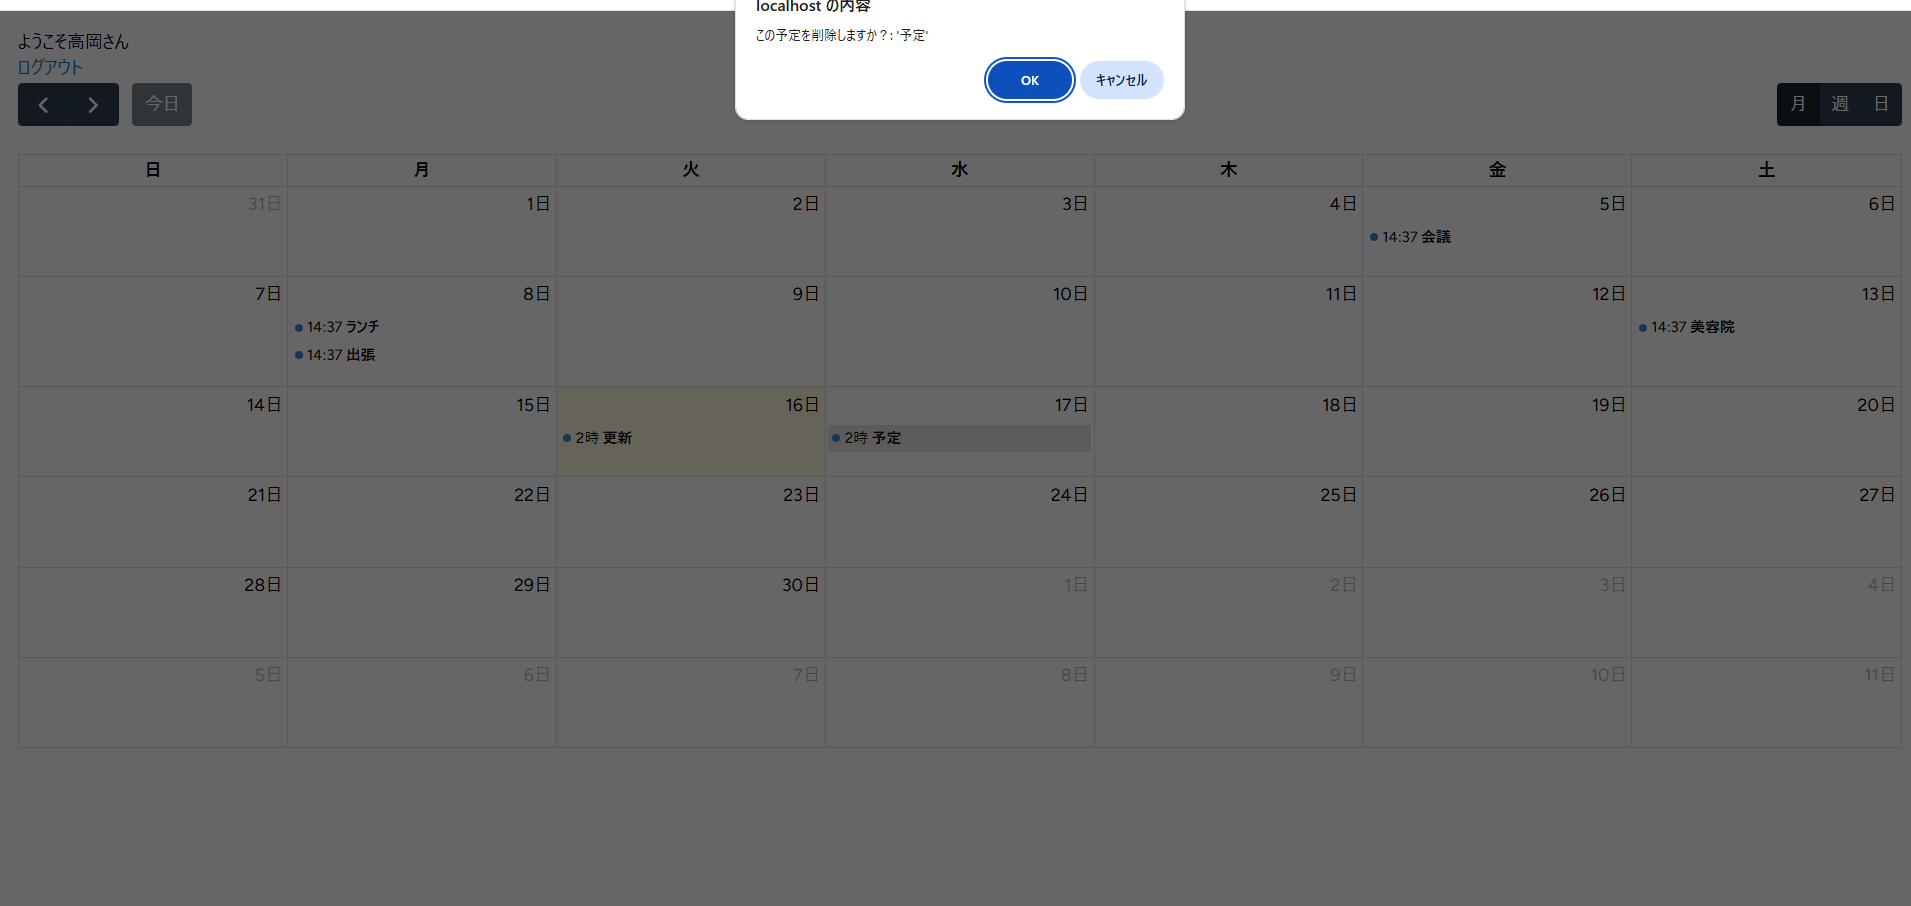 localhost の内容
この予定を削除しますか？: '予定'
OK キャンセル
ようこそ高岡さん
ログアウト
今日
月 週 日
日 月 火 水 木 金 土
31日 1日 2日 3日 4日 5日 6日
14:37 会議
7日 8日 9日 10日 11日 12日 13日
14:37 ランチ 14:37 美容院
14:37 出張
14日 15日 16日 17日 18日 19日 20日
2時 更新 2時 予定
21日 22日 23日 24日 25日 26日 27日
28日 29日 30日 1日 2日 3日 4日
5日 6日 7日 8日 9日 10日 11日